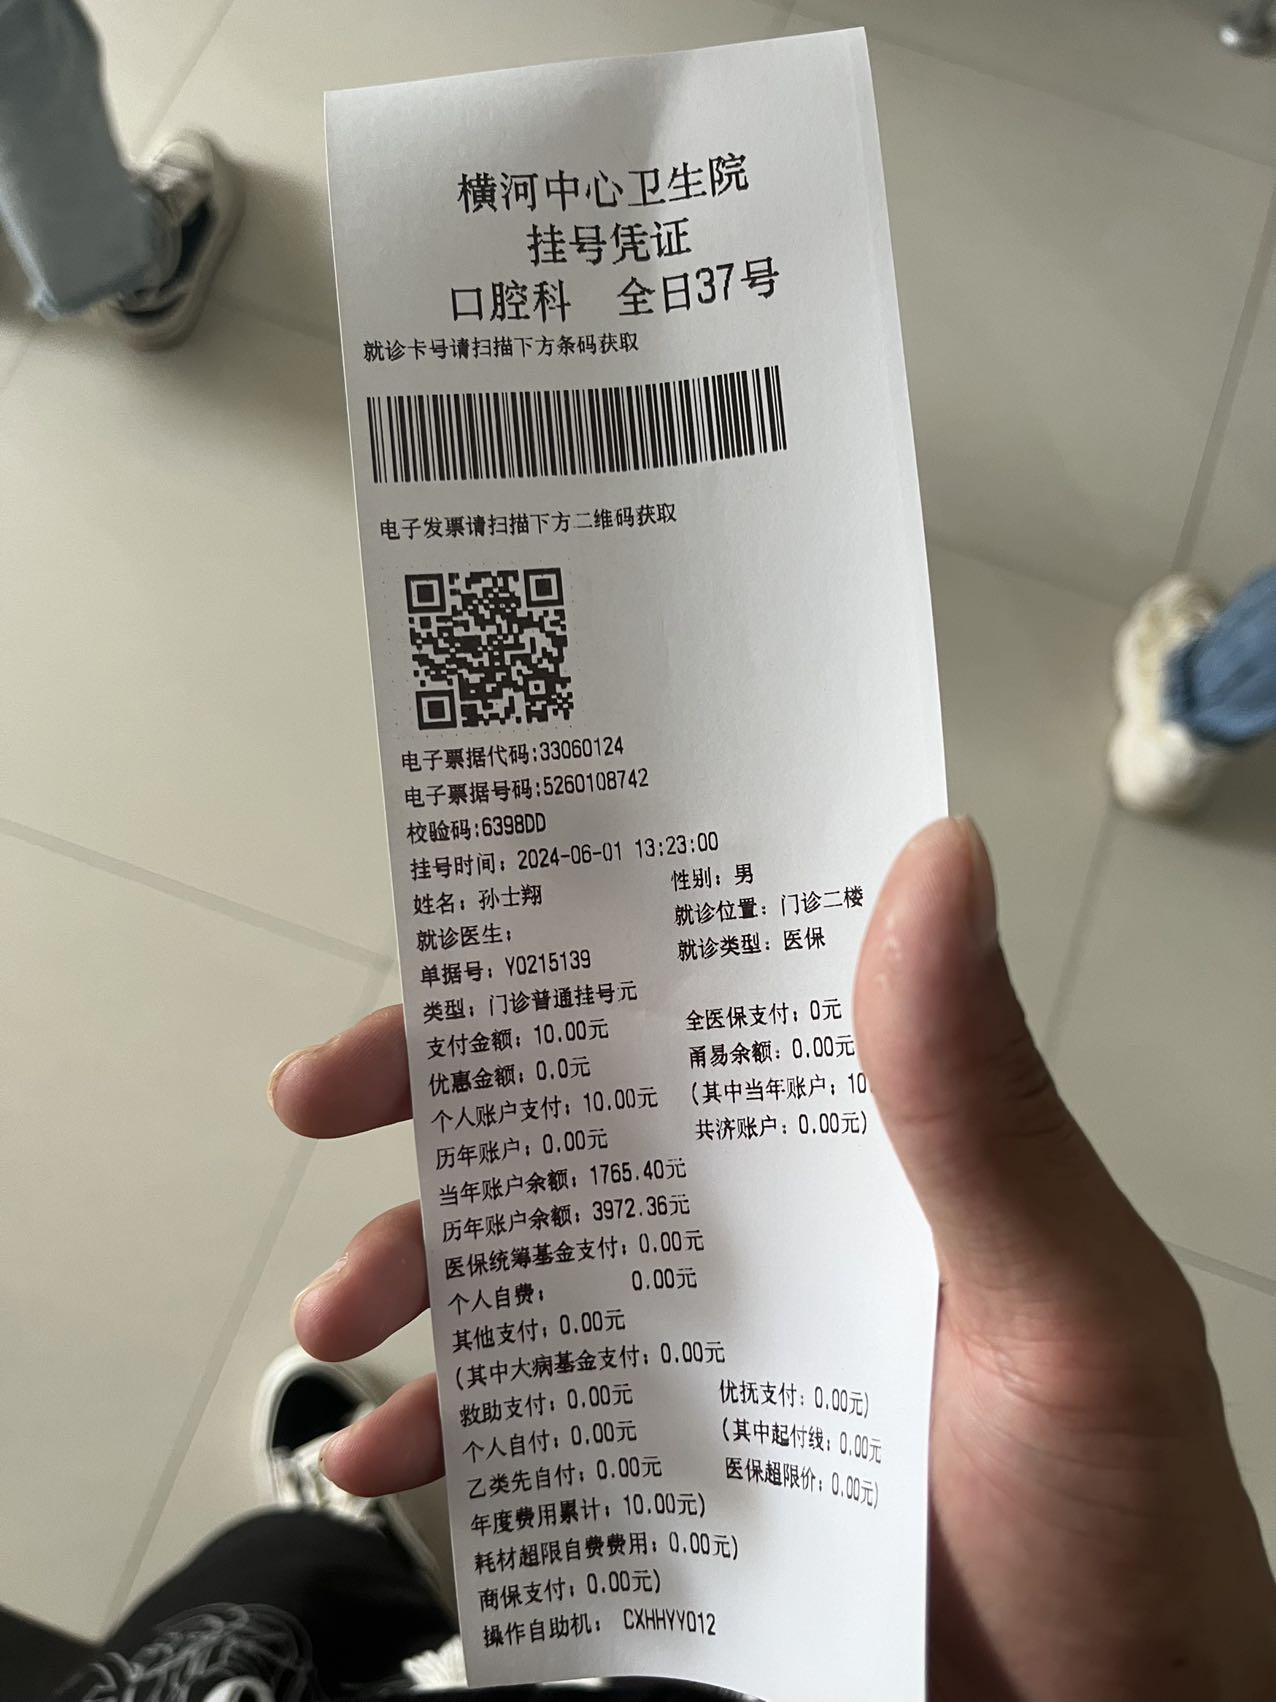 横河中心卫生院
挂号凭证
口腔科 全日37号
就诊卡号请扫描下方条码获取
电子发票请扫描下方二维码获取
电子票据代码:33060124
电子票据号码:5260108742
校验码:6398DD
挂号时间: 2024-06-01 13:23:00
姓名: 孙士翔 性别: 男
就诊医生: 就诊位置: 门诊二楼
单据号: Y0215139 就诊类型: 医保
类型: 门诊普通挂号元
支付金额: 10.00元 全医保支付: 0元
优惠金额: 0.0元 甬易余额: 0.00元
个人账户支付: 10.00元 (其中当年账户: 10
历年账户: 0.00元 共济账户: 0.00元)
当年账户余额: 1765.40元
历年账户余额: 3972.36元
医保统筹基金支付: 0.00元
个人自费: 0.00元
其他支付: 0.00元
(其中大病基金支付: 0.00元
救助支付: 0.00元 优抚支付: 0.00元)
个人自付: 0.00元 (其中起付线: 0.00元
乙类先自付: 0.00元 医保超限价: 0.00元)
年度费用累计: 10.00元)
耗材超限自费费用: 0.00元)
商保支付: 0.00元)
操作自助机: CXHHYY012